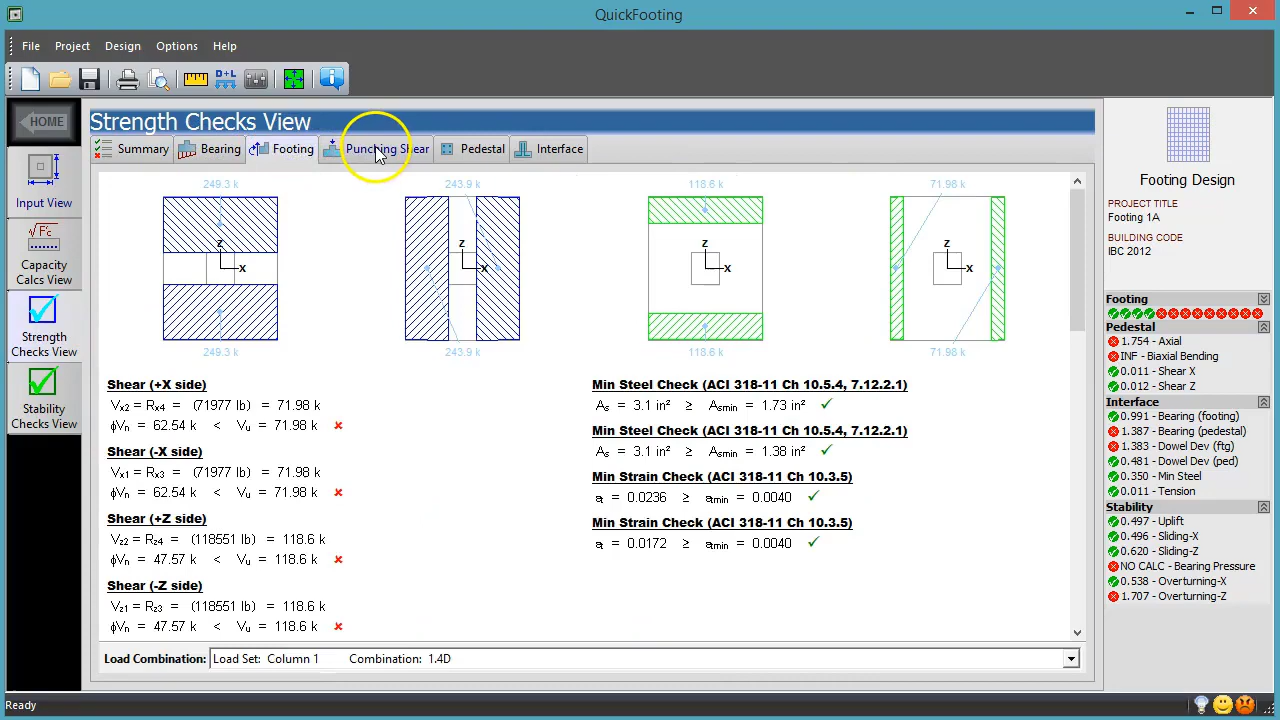 QuickFooting
File Project Design Options Help
D+L
HOME
Input View
Capacity Calcs View
Strength Checks View
Stability Checks View
Strength Checks View
Summary Bearing Footing Punching Shear Pedestal Interface
249.3 k 243.9 k 118.6 k 71.98 k
Z Z Z Z
X X X X
249.3 k 243.9 k 118.6 k 71.98 k
Shear (+X side)
Vx2 = Rx4 = (71977 lb) = 71.98 k
ϕVn = 62.54 k < Vu = 71.98 k
Shear (-X side)
Vx1 = Rx3 = (71977 lb) = 71.98 k
ϕVn = 62.54 k < Vu = 71.98 k
Shear (+Z side)
Vz2 = Rz4 = (118551 lb) = 118.6 k
ϕVn = 47.57 k < Vu = 118.6 k
Shear (-Z side)
Vz1 = Rz3 = (118551 lb) = 118.6 k
ϕVn = 47.57 k < Vu = 118.6 k
Min Steel Check (ACI 318-11 Ch 10.5.4, 7.12.2.1)
As = 3.1 in² ≥ Asmin = 1.73 in² ✓
Min Steel Check (ACI 318-11 Ch 10.5.4, 7.12.2.1)
As = 3.1 in² ≥ Asmin = 1.38 in² ✓
Min Strain Check (ACI 318-11 Ch 10.3.5)
εt = 0.0236 ≥ εtmin = 0.0040 ✓
Min Strain Check (ACI 318-11 Ch 10.3.5)
εt = 0.0172 ≥ εtmin = 0.0040 ✓
Load Combination: Load Set: Column 1 Combination: 1.4D
Footing Design
PROJECT TITLE
Footing 1A
BUILDING CODE
IBC 2012
Footing
Pedestal
1.754 - Axial
INF - Biaxial Bending
0.011 - Shear X
0.012 - Shear Z
Interface
0.991 - Bearing (footing)
1.387 - Bearing (pedestal)
1.383 - Dowel Dev (ftg)
0.481 - Dowel Dev (ped)
0.350 - Min Steel
0.011 - Tension
Stability
0.497 - Uplift
0.496 - Sliding-X
0.620 - Sliding-Z
NO CALC - Bearing Pressure
0.538 - Overturning-X
1.707 - Overturning-Z
Ready